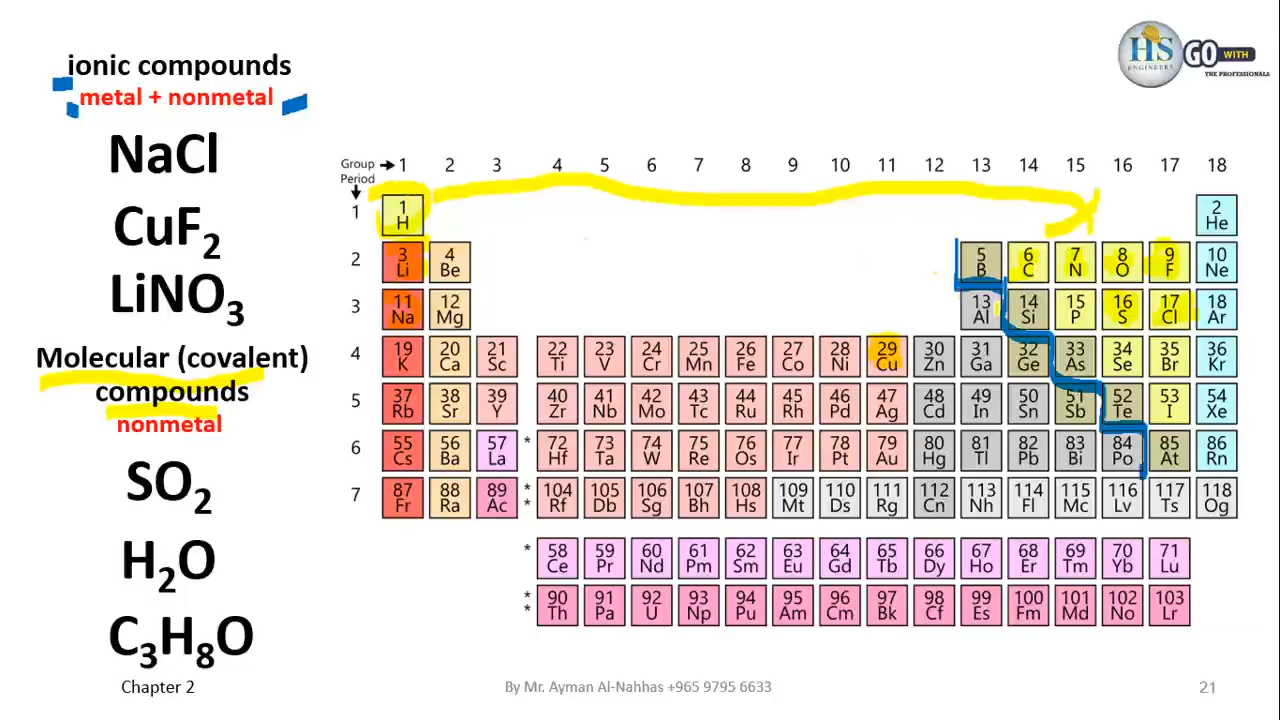 HS
ENGINEERS
GO WITH
THE PROFESSIONALS
ionic compounds
metal + nonmetal
NaCl
CuF₂
LiNO₃
Molecular (covalent)
compounds
nonmetal
SO₂
H₂O
C₃H₈O
Group 1 2 3 4 5 6 7 8 9 10 11 12 13 14 15 16 17 18
Period
1
1 2
H He
2
3 4 5 6 7 8 9 10
Li Be B C N O F Ne
3
11 12 13 14 15 16 17 18
Na Mg Al Si P S Cl Ar
4
19 20 21 22 23 24 25 26 27 28 29 30 31 32 33 34 35 36
K Ca Sc Ti V Cr Mn Fe Co Ni Cu Zn Ga Ge As Se Br Kr
5
37 38 39 40 41 42 43 44 45 46 47 48 49 50 51 52 53 54
Rb Sr Y Zr Nb Mo Tc Ru Rh Pd Ag Cd In Sn Sb Te I Xe
6
55 56 57 * 72 73 74 75 76 77 78 79 80 81 82 83 84 85 86
Cs Ba La Hf Ta W Re Os Ir Pt Au Hg Tl Pb Bi Po At Rn
7
87 88 89 * 104 105 106 107 108 109 110 111 112 113 114 115 116 117 118
Fr Ra Ac * Rf Db Sg Bh Hs Mt Ds Rg Cn Nh Fl Mc Lv Ts Og
* 58 59 60 61 62 63 64 65 66 67 68 69 70 71
Ce Pr Nd Pm Sm Eu Gd Tb Dy Ho Er Tm Yb Lu
* 90 91 92 93 94 95 96 97 98 99 100 101 102 103
* Th Pa U Np Pu Am Cm Bk Cf Es Fm Md No Lr
Chapter 2
By Mr. Ayman Al-Nahhas +965 9795 6633
21